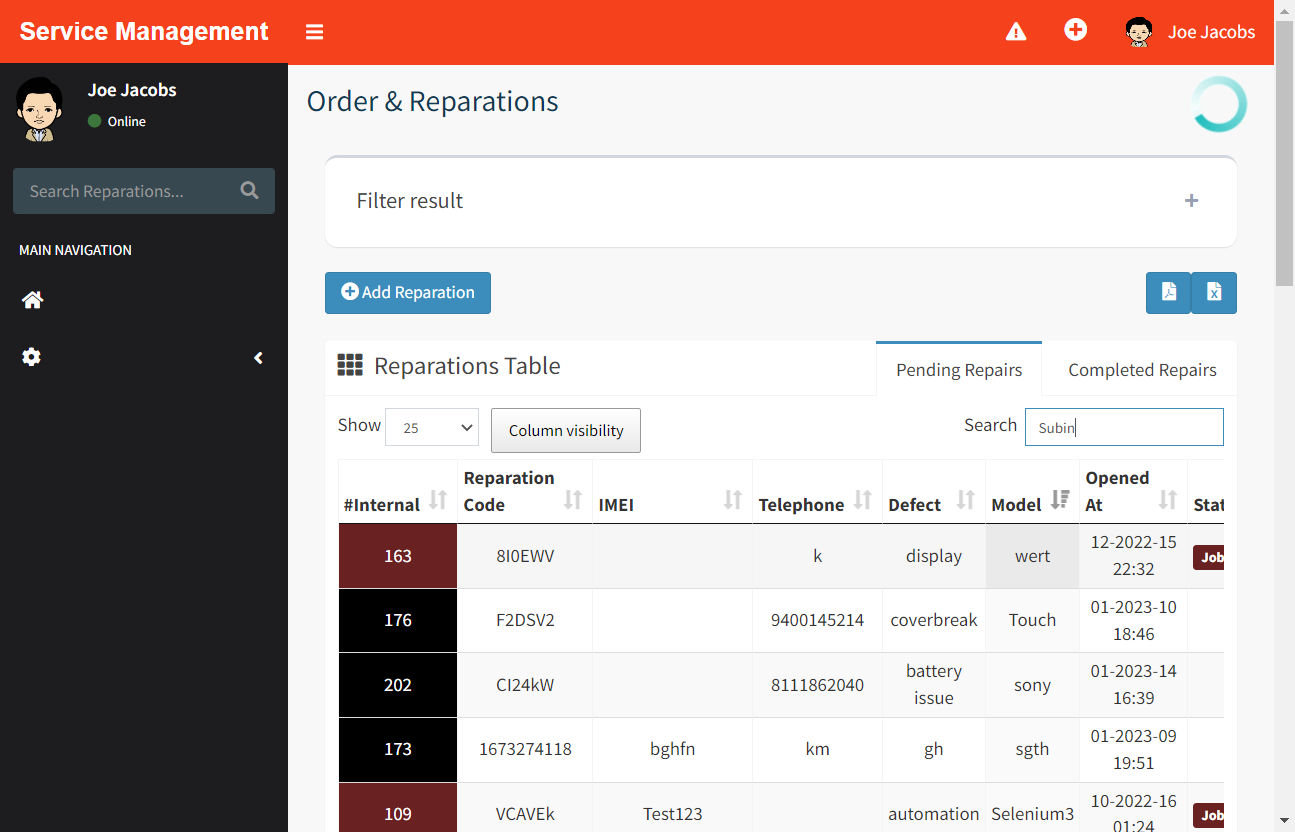 Service Management
Joe Jacobs
Joe Jacobs
Online
Search Reparations...
MAIN NAVIGATION
Order & Reparations
Filter result
Add Reparation
Reparations Table
Pending Repairs
Completed Repairs
Show 25
Column visibility
Search Subin
#Internal Reparation Code IMEI Telephone Defect Model Opened At Stat
163 8I0EWV k display wert 12-2022-15 22:32 Job
176 F2DSV2 9400145214 coverbreak Touch 01-2023-10 18:46
202 CI24kW 8111862040 battery issue sony 01-2023-14 16:39
173 1673274118 bghfn km gh sgth 01-2023-09 19:51
109 VCAVEk Test123 automation Selenium3 10-2022-16 01:24 Job